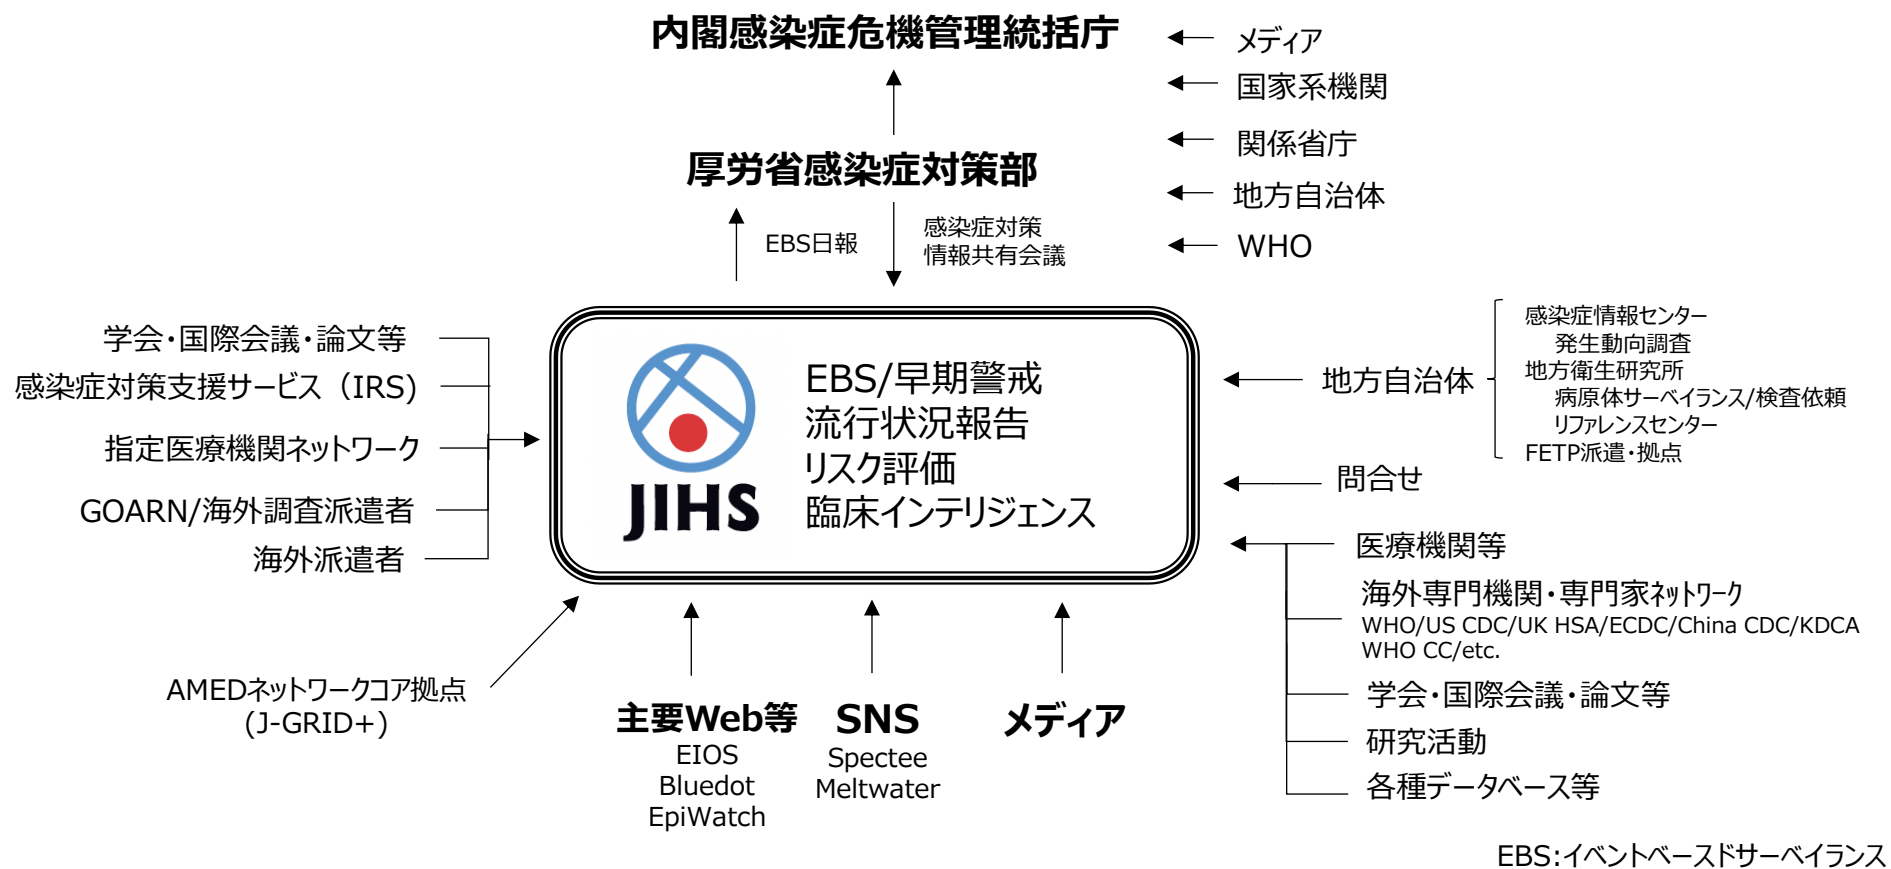 内閣感染症危機管理統括庁
メディア
国家系機関
関係省庁
厚労省感染症対策部
地方自治体
WHO
EBS日報
感染症対策
情報共有会議
学会・国際会議・論文等
感染症対策支援サービス（IRS)
指定医療機関ネットワーク
GOARN/海外調査派遣者
海外派遣者
AMEDネットワークコア拠点
(J-GRID+)
JIHS
EBS/早期警戒
流行状況報告
リスク評価
臨床インテリジェンス
地方自治体
感染症情報センター
発生動向調査
地方衛生研究所
病原体サーベイランス/検査依頼
リファレンスセンター
FETP派遣・拠点
問合せ
医療機関等
海外専門機関・専門家ネットワーク
WHO/US CDC/UK HSA/ECDC/China CDC/KDCA
WHO CC/etc.
学会・国際会議・論文等
研究活動
各種データベース等
主要Web等
EIOS
Bluedot
EpiWatch
SNS
Spectee
Meltwater
メディア
EBS:イベントベースドサーベイランス